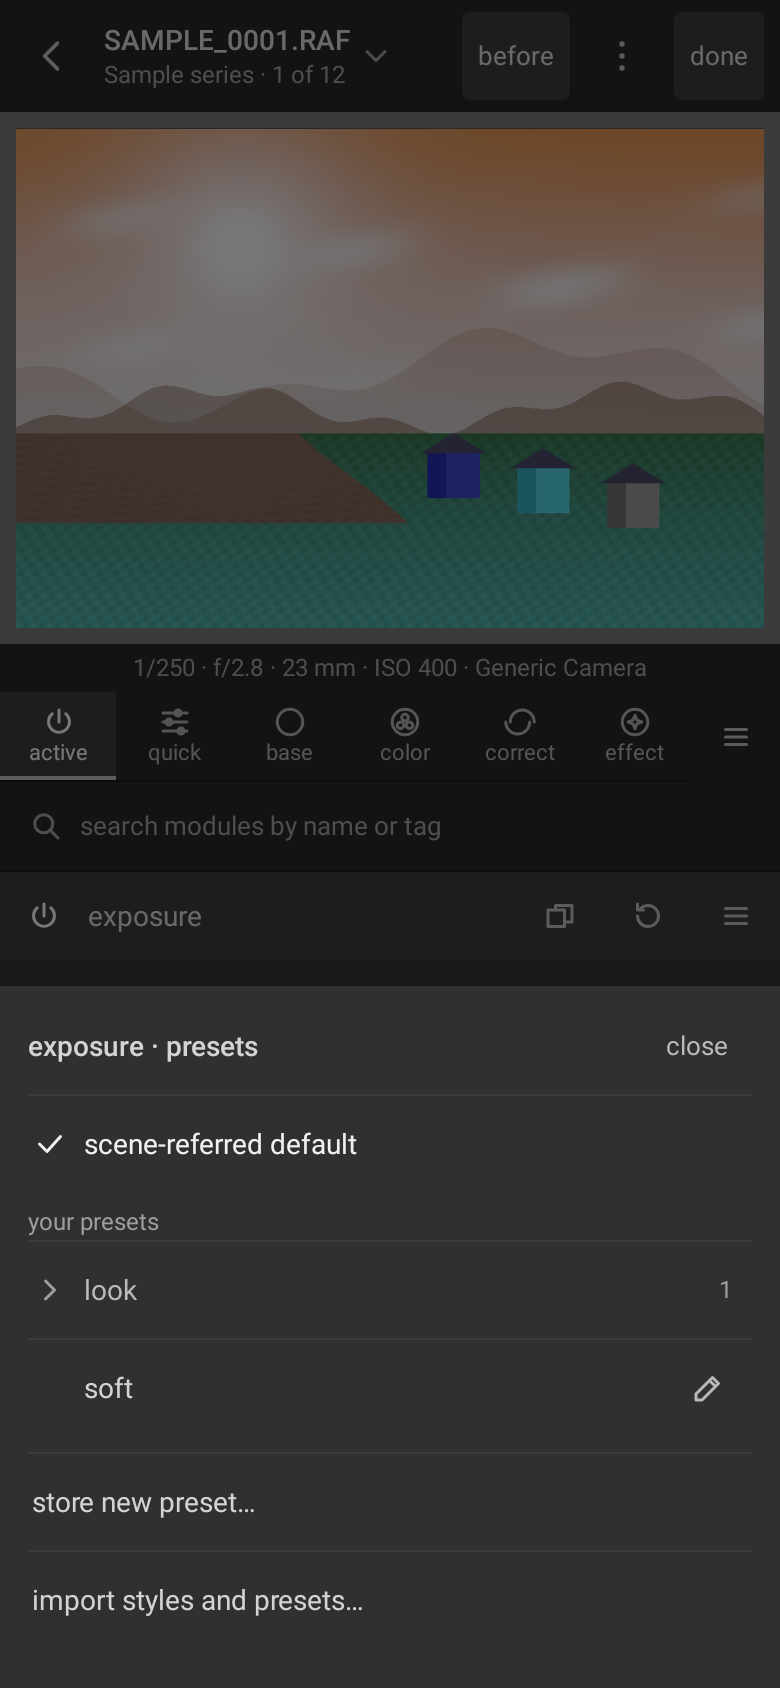 SAMPLE_0001.RAF
Sample series · 1 of 12
before
done
1/250 · f/2.8 · 23 mm · ISO 400 · Generic Camera
active
quick
base
color
correct
effect
search modules by name or tag
exposure
exposure · presets
close
scene-referred default
your presets
look
1
soft
store new preset…
import styles and presets…